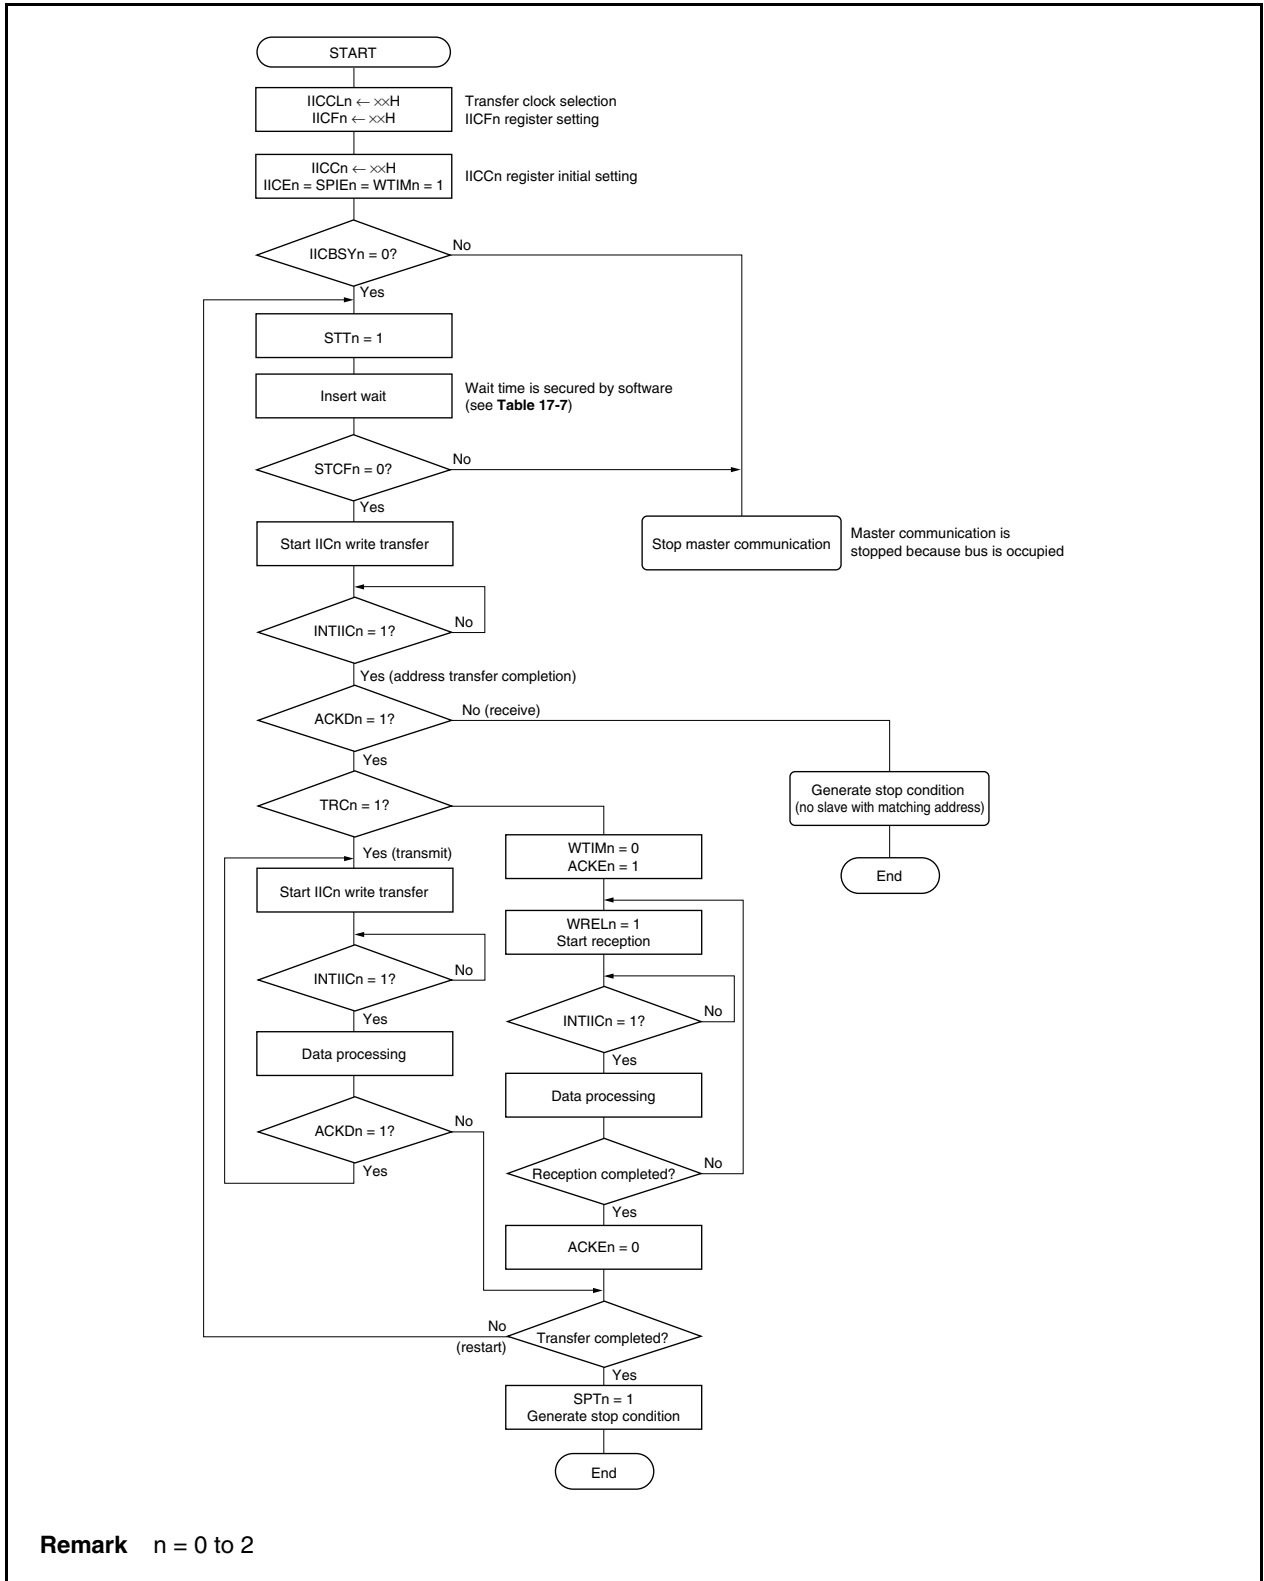 START
IICCLn ← ××H
IICFn ← ××H
Transfer clock selection
IICFn register setting
IICCn ← ××H
IICEn = SPIEn = WTIMn = 1
IICCn register initial setting
IICBSYn = 0?
No
Yes
STTn = 1
Insert wait
Wait time is secured by software
(see Table 17-7)
STCFn = 0?
No
Yes
Start IICn write transfer
Stop master communication
Master communication is
stopped because bus is occupied
INTIICn = 1?
No
Yes (address transfer completion)
ACKDn = 1?
No (receive)
Yes
Generate stop condition
(no slave with matching address)
End
TRCn = 1?
Yes (transmit)
WTIMn = 0
ACKEn = 1
Start IICn write transfer
WRELn = 1
Start reception
INTIICn = 1?
No
Yes
INTIICn = 1?
No
Yes
Data processing
Data processing
ACKDn = 1?
No
Yes
Reception completed?
No
Yes
ACKEn = 0
Transfer completed?
No
(restart)
Yes
SPTn = 1
Generate stop condition
End
Remark n = 0 to 2